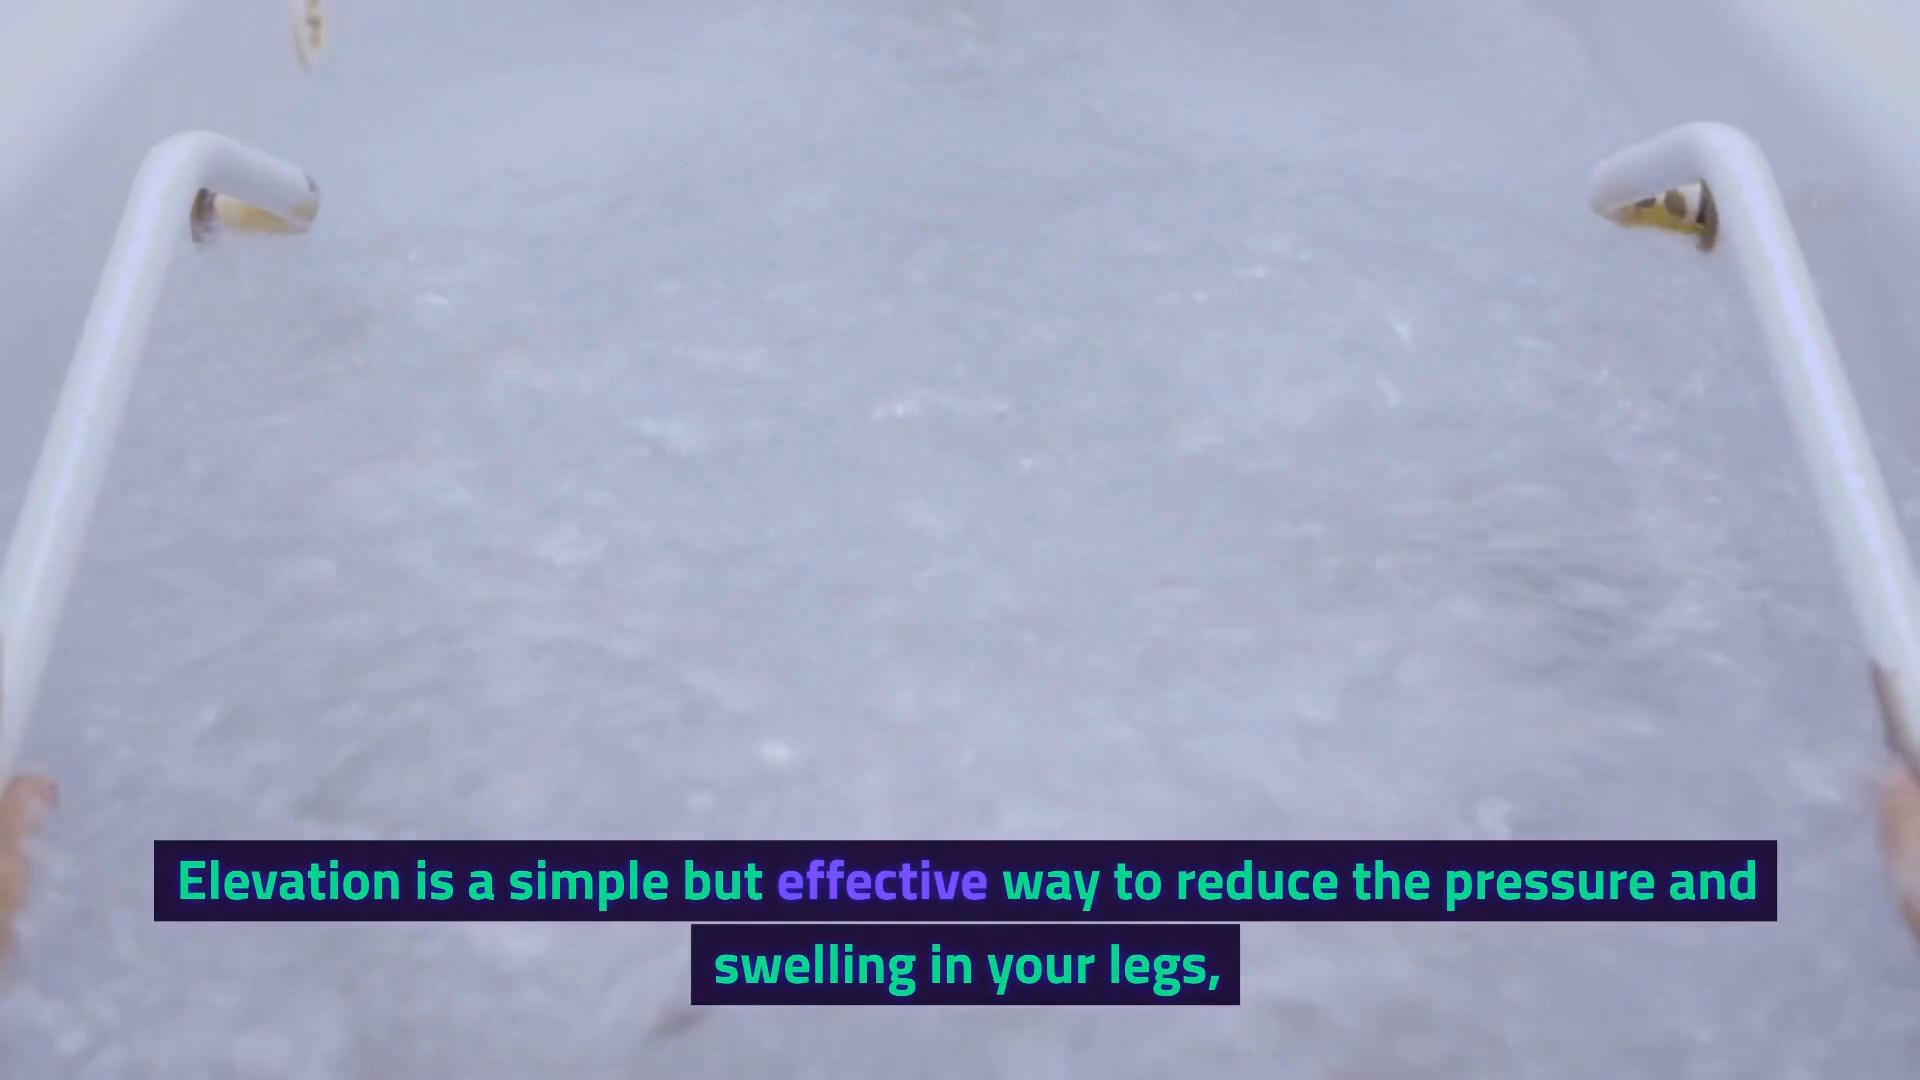 Elevation is a simple but effective way to reduce the pressure and
swelling in your legs,